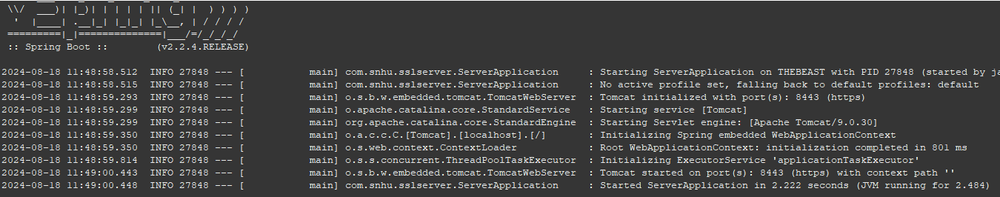 \\/  ___)| |_)| | | | | || (_| |  ) ) ) )
  '  |____| .__|_| |_|_| |_\__, | / / / /
 =========|_|==============|___/=/_/_/_/
 :: Spring Boot ::        (v2.2.4.RELEASE)
2024-08-18 11:48:58.512  INFO 27848 --- [           main] com.snhu.sslserver.ServerApplication     : Starting ServerApplication on THEBEAST with PID 27848 (started by ja
2024-08-18 11:48:58.515  INFO 27848 --- [           main] com.snhu.sslserver.ServerApplication     : No active profile set, falling back to default profiles: default
2024-08-18 11:48:59.293  INFO 27848 --- [           main] o.s.b.w.embedded.tomcat.TomcatWebServer  : Tomcat initialized with port(s): 8443 (https)
2024-08-18 11:48:59.299  INFO 27848 --- [           main] o.apache.catalina.core.StandardService   : Starting service [Tomcat]
2024-08-18 11:48:59.299  INFO 27848 --- [           main] org.apache.catalina.core.StandardEngine  : Starting Servlet engine: [Apache Tomcat/9.0.30]
2024-08-18 11:48:59.350  INFO 27848 --- [           main] o.a.c.c.C.[Tomcat].[localhost].[/]       : Initializing Spring embedded WebApplicationContext
2024-08-18 11:48:59.350  INFO 27848 --- [           main] o.s.web.context.ContextLoader            : Root WebApplicationContext: initialization completed in 801 ms
2024-08-18 11:48:59.814  INFO 27848 --- [           main] o.s.s.concurrent.ThreadPoolTaskExecutor  : Initializing ExecutorService 'applicationTaskExecutor'
2024-08-18 11:49:00.443  INFO 27848 --- [           main] o.s.b.w.embedded.tomcat.TomcatWebServer  : Tomcat started on port(s): 8443 (https) with context path ''
2024-08-18 11:49:00.448  INFO 27848 --- [           main] com.snhu.sslserver.ServerApplication     : Started ServerApplication in 2.222 seconds (JVM running for 2.484)